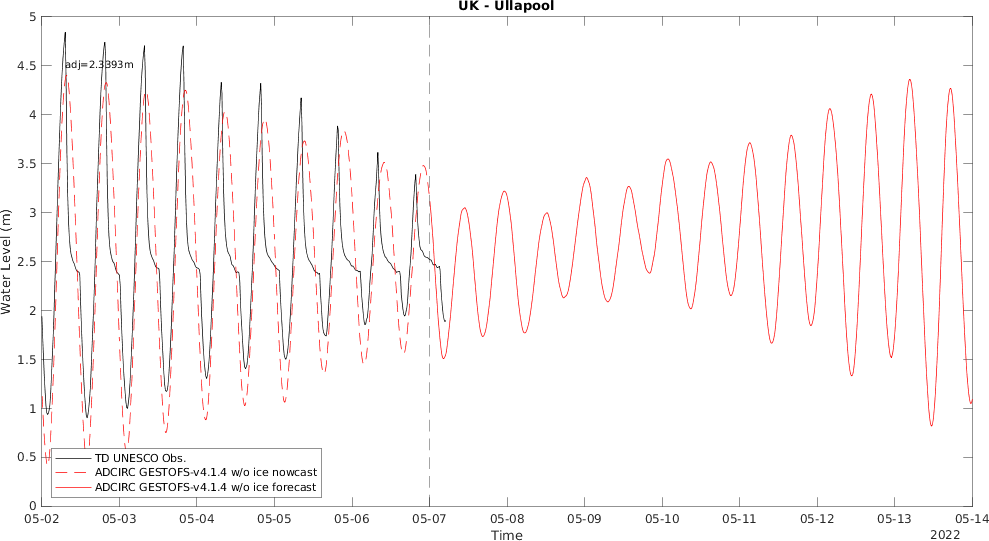 UK - Ullapool
5
4.5
4
3.5
3
2.5
2
1.5
1
0.5
0
Water Level (m)
adj=2.3393m
TD UNESCO Obs.
ADCIRC GESTOFS-v4.1.4 w/o ice nowcast
ADCIRC GESTOFS-v4.1.4 w/o ice forecast
05-02 05-03 05-04 05-05 05-06 05-07 05-08 05-09 05-10 05-11 05-12 05-13 05-14
Time
2022